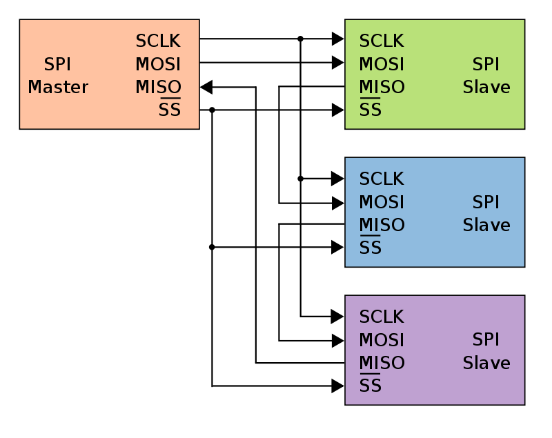 SPI
Master
SCLK
MOSI
MISO
SS
SCLK
MOSI
MISO
SS
SPI
Slave
SCLK
MOSI
MISO
SS
SPI
Slave
SCLK
MOSI
MISO
SS
SPI
Slave